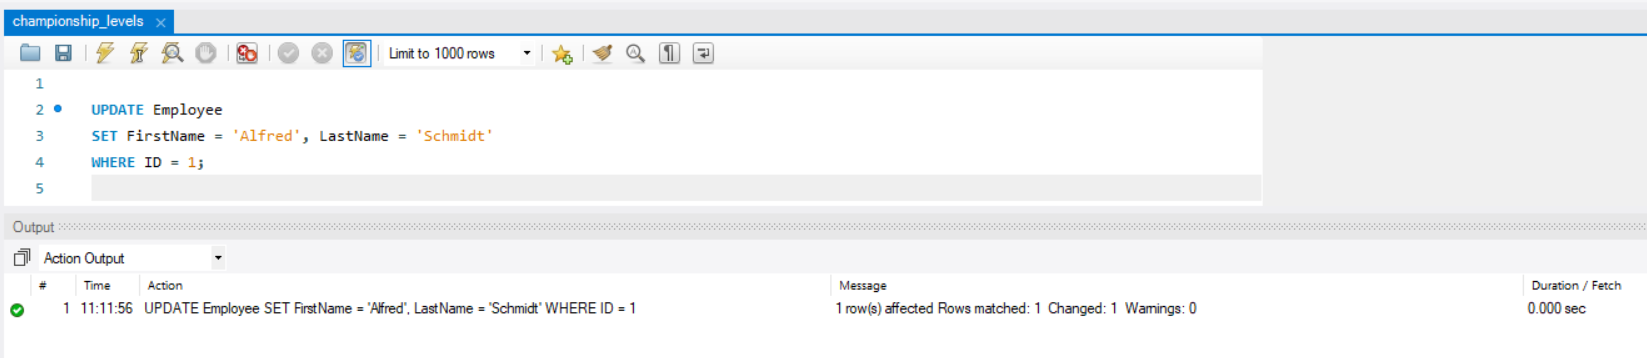 championship_levels ×
Limit to 1000 rows
1
2 UPDATE Employee
3 SET FirstName = 'Alfred', LastName = 'Schmidt'
4 WHERE ID = 1;
5
Output
Action Output
# Time Action Message Duration / Fetch
1 11:11:56 UPDATE Employee SET FirstName = 'Alfred', LastName = 'Schmidt' WHERE ID = 1 1 row(s) affected Rows matched: 1 Changed: 1 Warnings: 0 0.000 sec